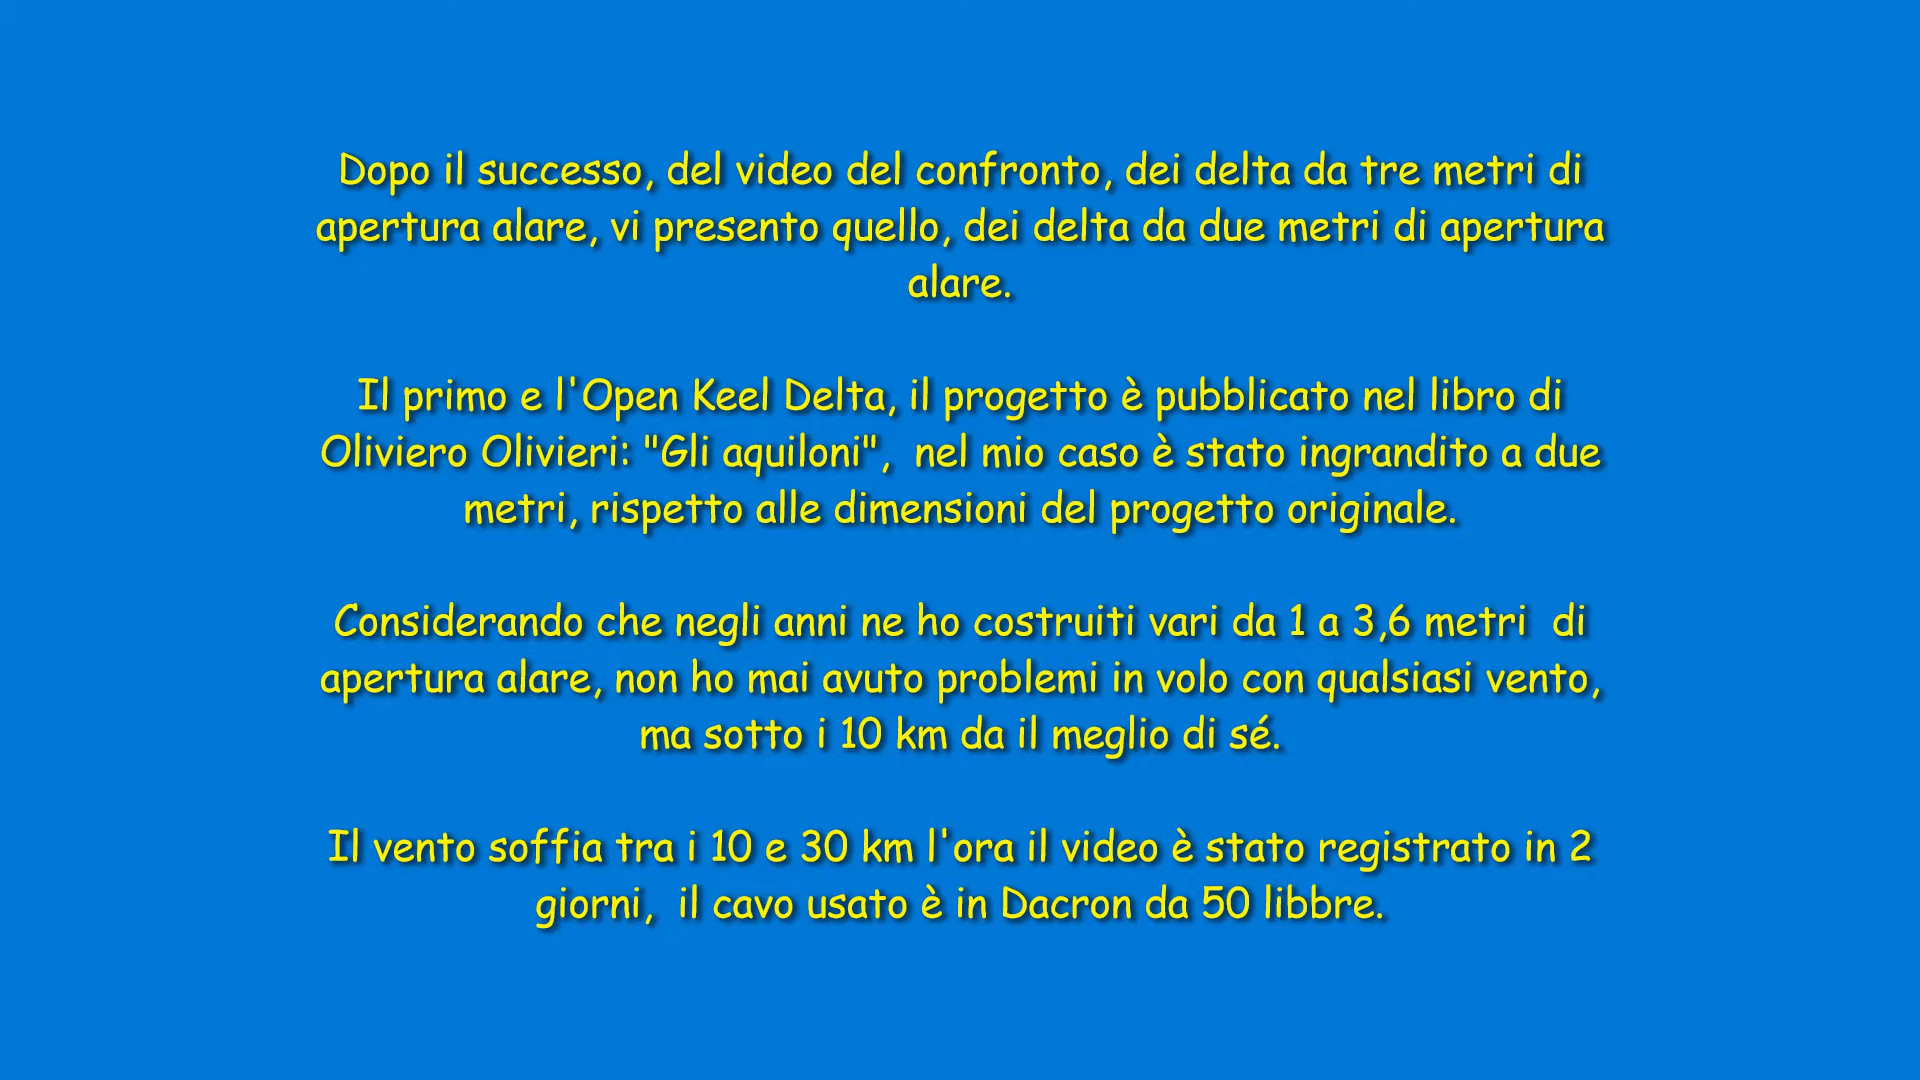 Dopo il successo, del video del confronto, dei delta da tre metri di
apertura alare, vi presento quello, dei delta da due metri di apertura
alare.
Il primo e l'Open Keel Delta, il progetto è pubblicato nel libro di
Oliviero Olivieri: "Gli aquiloni",  nel mio caso è stato ingrandito a due
metri, rispetto alle dimensioni del progetto originale.
Considerando che negli anni ne ho costruiti vari da 1 a 3,6 metri  di
apertura alare, non ho mai avuto problemi in volo con qualsiasi vento,
ma sotto i 10 km da il meglio di sé.
Il vento soffia tra i 10 e 30 km l'ora il video è stato registrato in 2
giorni,  il cavo usato è in Dacron da 50 libbre.